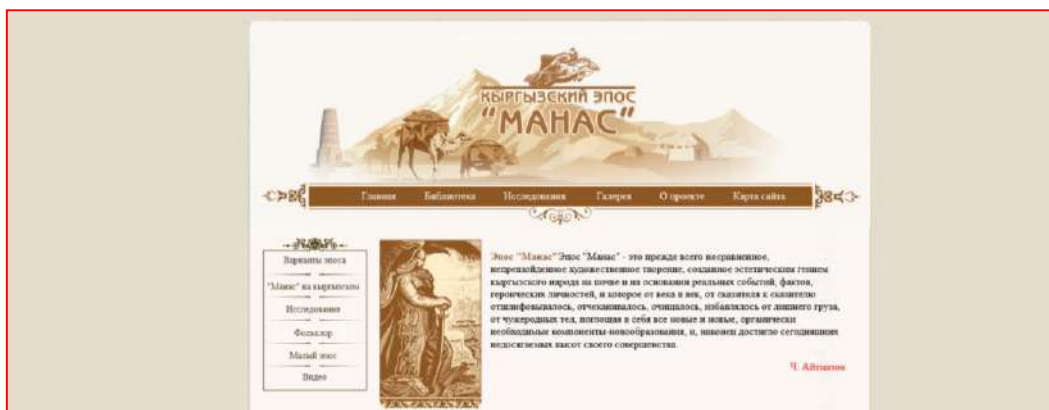 КЫРГЫЗСКИЙ ЭПОС
"МАНАС"
Главная Библиотека Исследования Галерея О проекте Карта сайта
Варианты эпоса
"Манас" на кыргызском
Исследования
Фольклор
Малый эпос
Видео
Эпос "Манас" Эпос "Манас" - это прежде всего несравненное,
непревзойденное художественное творение, созданное эстетическим гением
кыргызского народа на почве и на основании реальных событий, фактов,
героических личностей, и которое от века в век, от сказителя к сказителю
отшлифовывалось, отчеканивалось, очищалось, избавлялось от лишнего груза,
от чужеродных тел, поглощая в себя все новые и новые, органически
необходимые компоненты-новообразования, и, наконец достигло сегодняшних
недосягаемых высот своего совершенства.
Ч. Айтматов